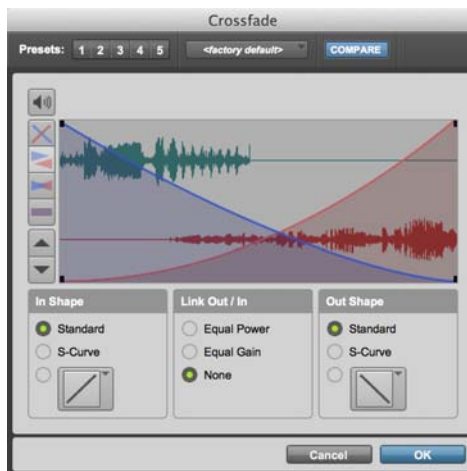 Crossfade
Presets: 1 2 3 4 5 <factory default> COMPARE
In Shape
Standard
S-Curve
Link Out / In
Equal Power
Equal Gain
None
Out Shape
Standard
S-Curve
Cancel OK